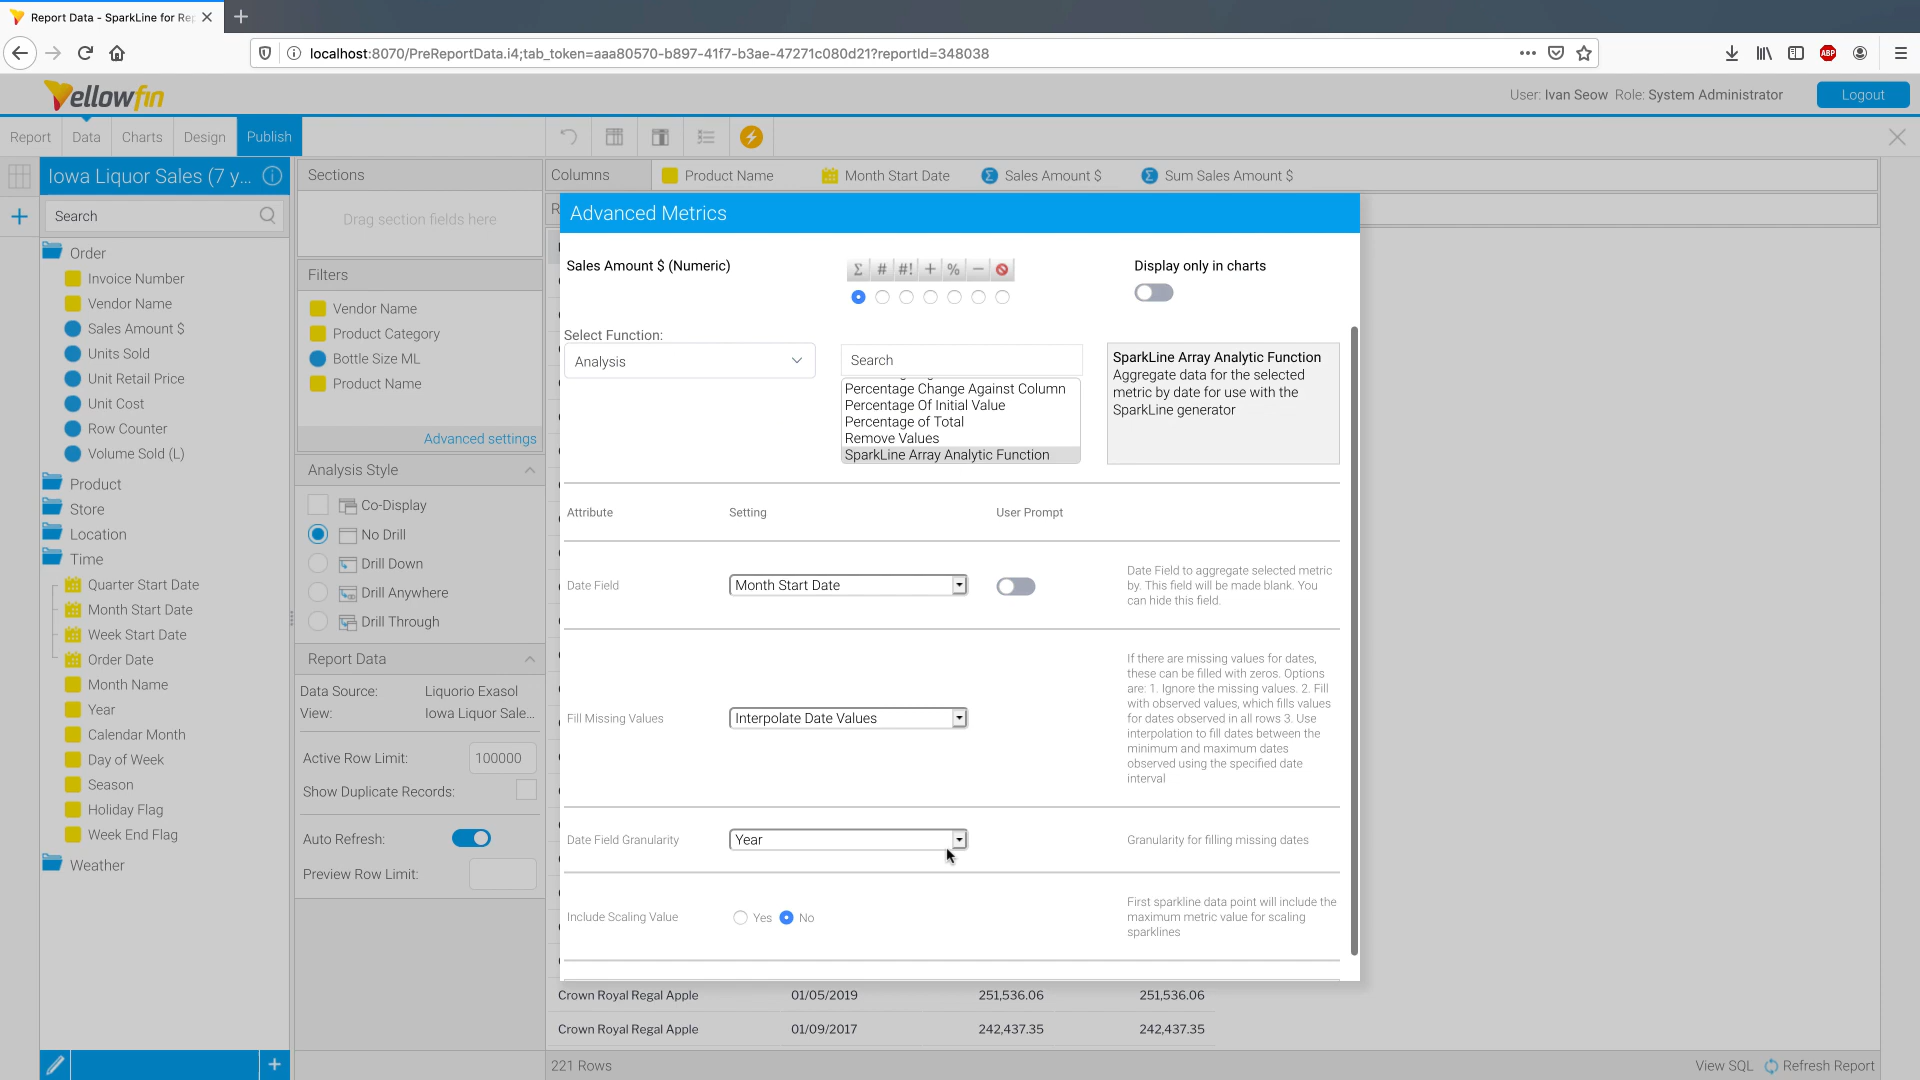 Report Data - SparkLine for Rep
localhost:8070/PreReportData.i4;tab_token=aaa80570-b897-41f7-b3ae-47271c080d21?reportId=348038
ABP
Yellowfin
User: Ivan Seow Role: System Administrator
Logout
Report
Data
Charts
Design
Publish
Iowa Liquor Sales (7 y...
Search
Order
Invoice Number
Vendor Name
Sales Amount $
Units Sold
Unit Retail Price
Unit Cost
Row Counter
Volume Sold (L)
Product
Store
Location
Time
Quarter Start Date
Month Start Date
Week Start Date
Order Date
Month Name
Year
Calendar Month
Day of Week
Season
Holiday Flag
Week End Flag
Weather
Sections
Drag section fields here
Filters
Vendor Name
Product Category
Bottle Size ML
Product Name
Advanced settings
Analysis Style
Co-Display
No Drill
Drill Down
Drill Anywhere
Drill Through
Report Data
Data Source: Liquorio Exasol
View: Iowa Liquor Sale...
Active Row Limit: 100000
Show Duplicate Records:
Auto Refresh:
Preview Row Limit:
Columns
Product Name
Month Start Date
Sales Amount $
Sum Sales Amount $
Advanced Metrics
Sales Amount $ (Numeric)
Σ # #! + % −
Display only in charts
Select Function:
Analysis
Search
Percentage Change Against Column
Percentage Of Initial Value
Percentage of Total
Remove Values
SparkLine Array Analytic Function
SparkLine Array Analytic Function
Aggregate data for the selected
metric by date for use with the
SparkLine generator
Attribute Setting User Prompt
Date Field
Month Start Date
Date Field to aggregate selected metric
by. This field will be made blank. You
can hide this field.
Fill Missing Values
Interpolate Date Values
If there are missing values for dates,
these can be filled with zeros. Options
are: 1. Ignore the missing values. 2. Fill
with observed values, which fills values
for dates observed in all rows 3. Use
interpolation to fill dates between the
minimum and maximum dates
observed using the specified date
interval
Date Field Granularity
Year
Granularity for filling missing dates
Include Scaling Value
Yes No
First sparkline data point will include the
maximum metric value for scaling
sparklines
Crown Royal Regal Apple 01/05/2019 251,536.06 251,536.06
Crown Royal Regal Apple 01/09/2017 242,437.35 242,437.35
221 Rows
View SQL
Refresh Report